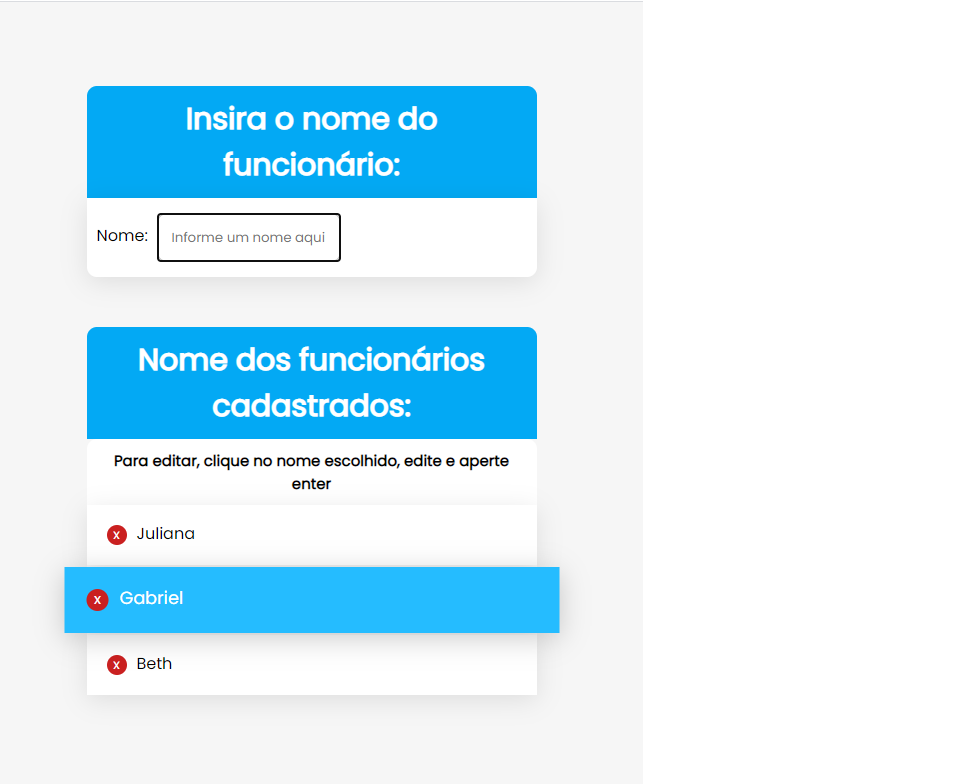 Insira o nome do
funcionário:
Nome: Informe um nome aqui
Nome dos funcionários
cadastrados:
Para editar, clique no nome escolhido, edite e aperte
enter
X Juliana
X Gabriel
X Beth